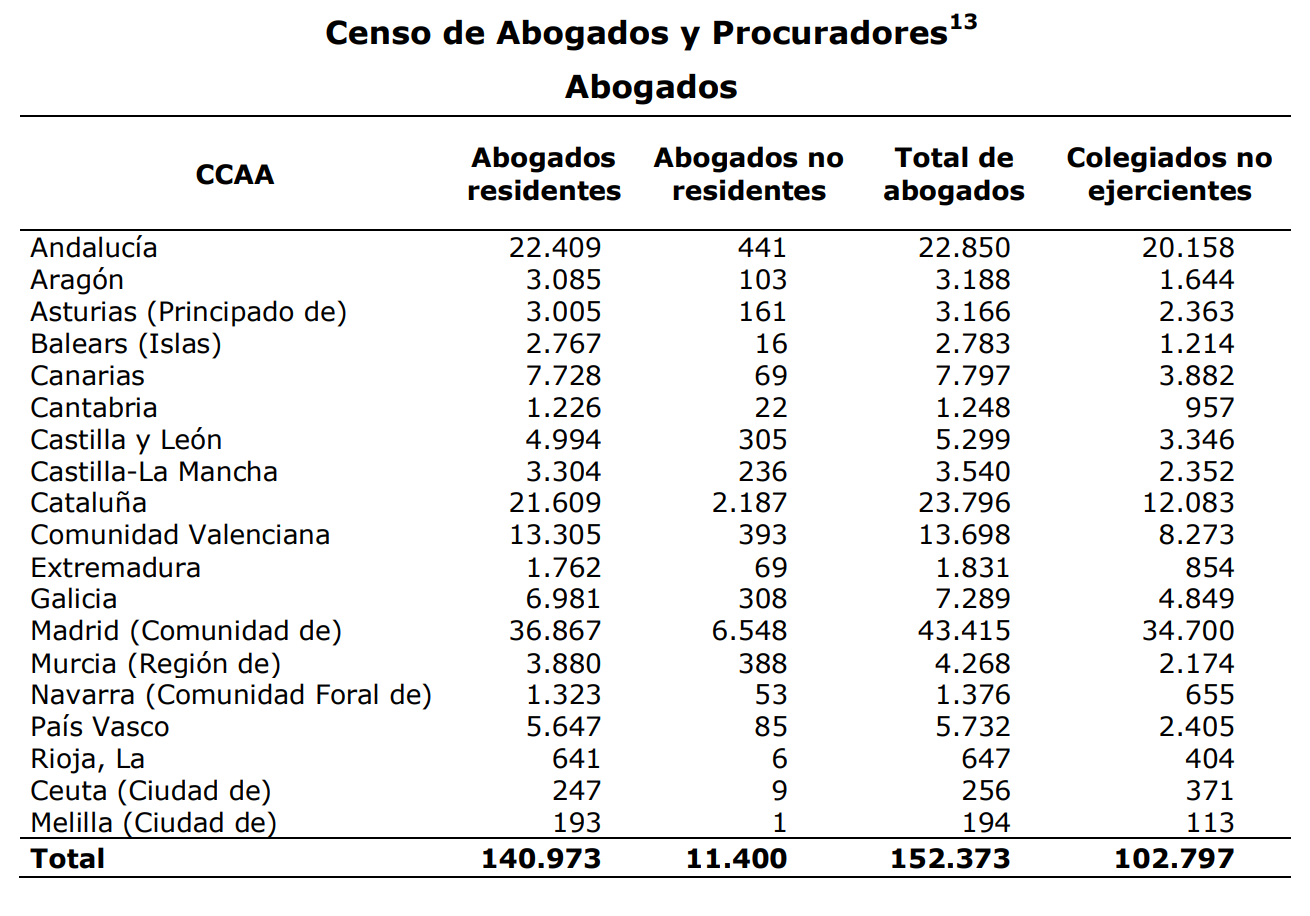 Censo de Abogados y Procuradores13
Abogados
CCAA Abogados residentes Abogados no residentes Total de abogados Colegiados no ejercientes
Andalucía 22.409 441 22.850 20.158
Aragón 3.085 103 3.188 1.644
Asturias (Principado de) 3.005 161 3.166 2.363
Balears (Islas) 2.767 16 2.783 1.214
Canarias 7.728 69 7.797 3.882
Cantabria 1.226 22 1.248 957
Castilla y León 4.994 305 5.299 3.346
Castilla-La Mancha 3.304 236 3.540 2.352
Cataluña 21.609 2.187 23.796 12.083
Comunidad Valenciana 13.305 393 13.698 8.273
Extremadura 1.762 69 1.831 854
Galicia 6.981 308 7.289 4.849
Madrid (Comunidad de) 36.867 6.548 43.415 34.700
Murcia (Región de) 3.880 388 4.268 2.174
Navarra (Comunidad Foral de) 1.323 53 1.376 655
País Vasco 5.647 85 5.732 2.405
Rioja, La 641 6 647 404
Ceuta (Ciudad de) 247 9 256 371
Melilla (Ciudad de) 193 1 194 113
Total 140.973 11.400 152.373 102.797